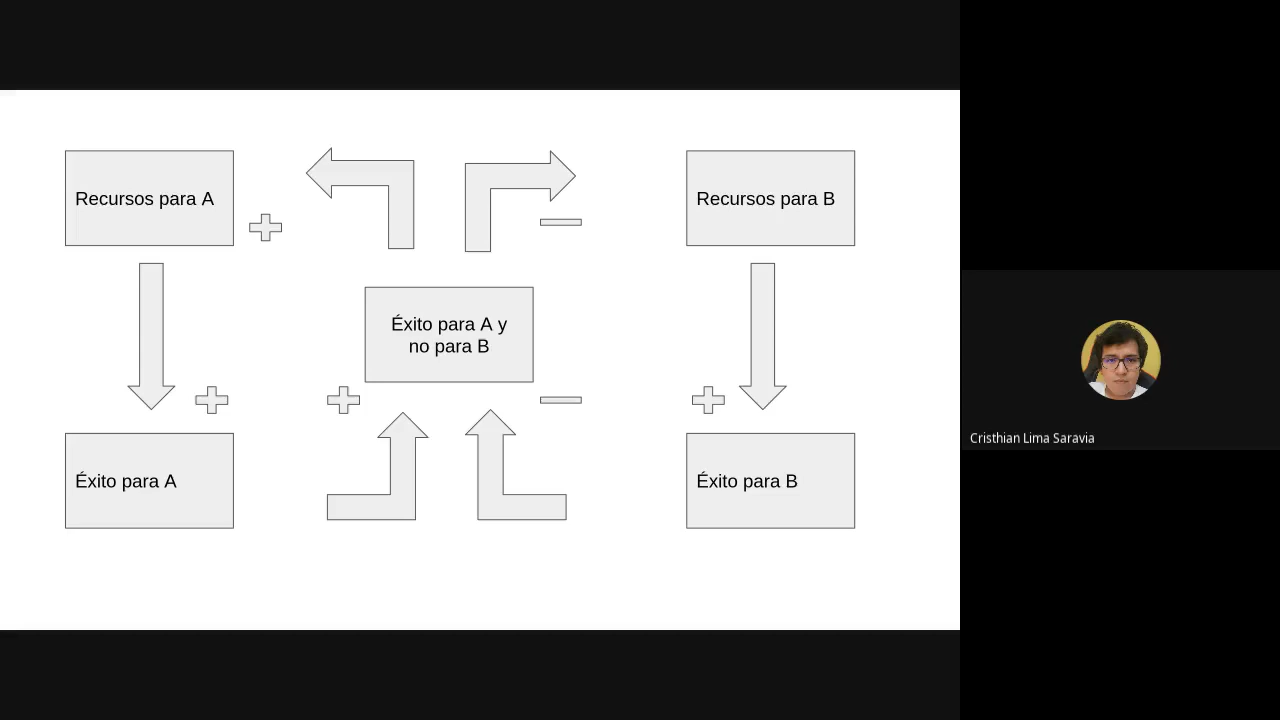 Recursos para A
Recursos para B
Éxito para A y
no para B
Éxito para A
Éxito para B
Cristhian Lima Saravia